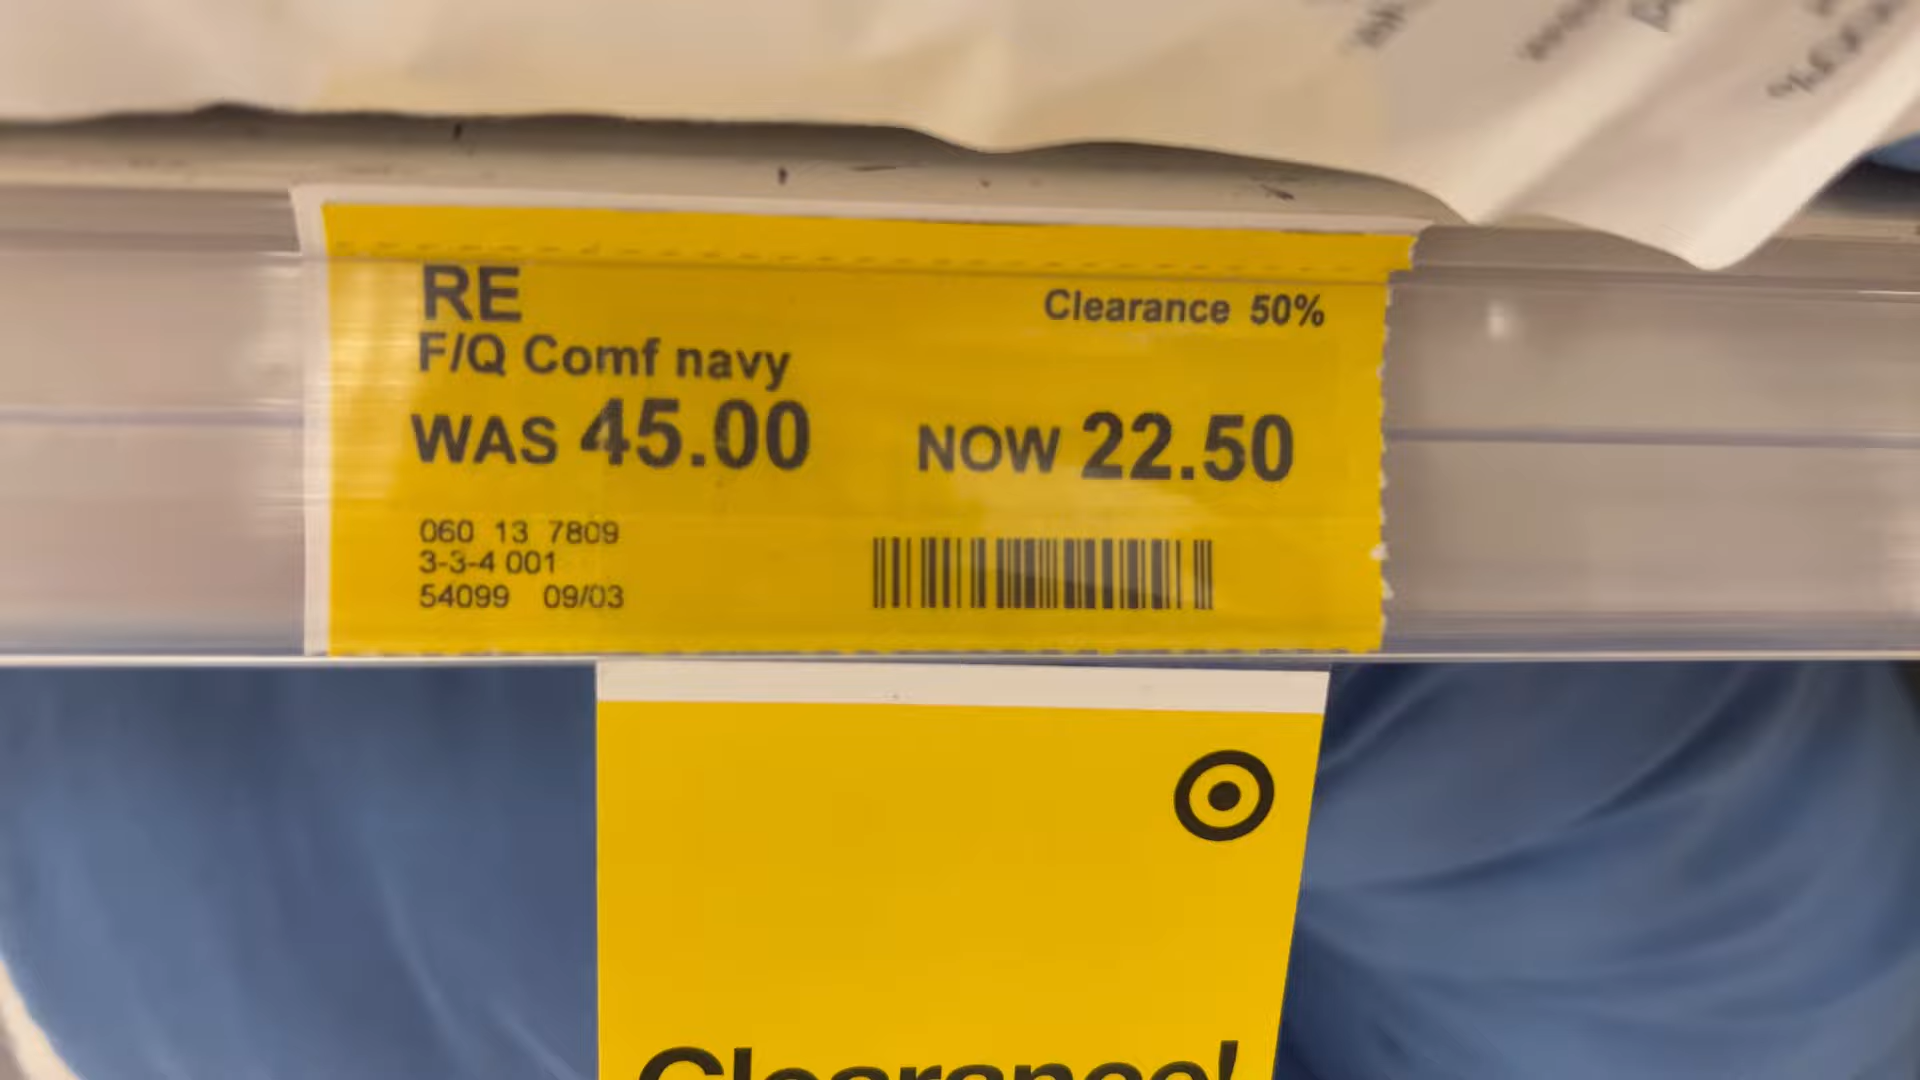 RE
Clearance 50%
F/Q Comf navy
WAS 45.00 NOW 22.50
060 13 7809
3-3-4 001
54099 09/03
Clearance!